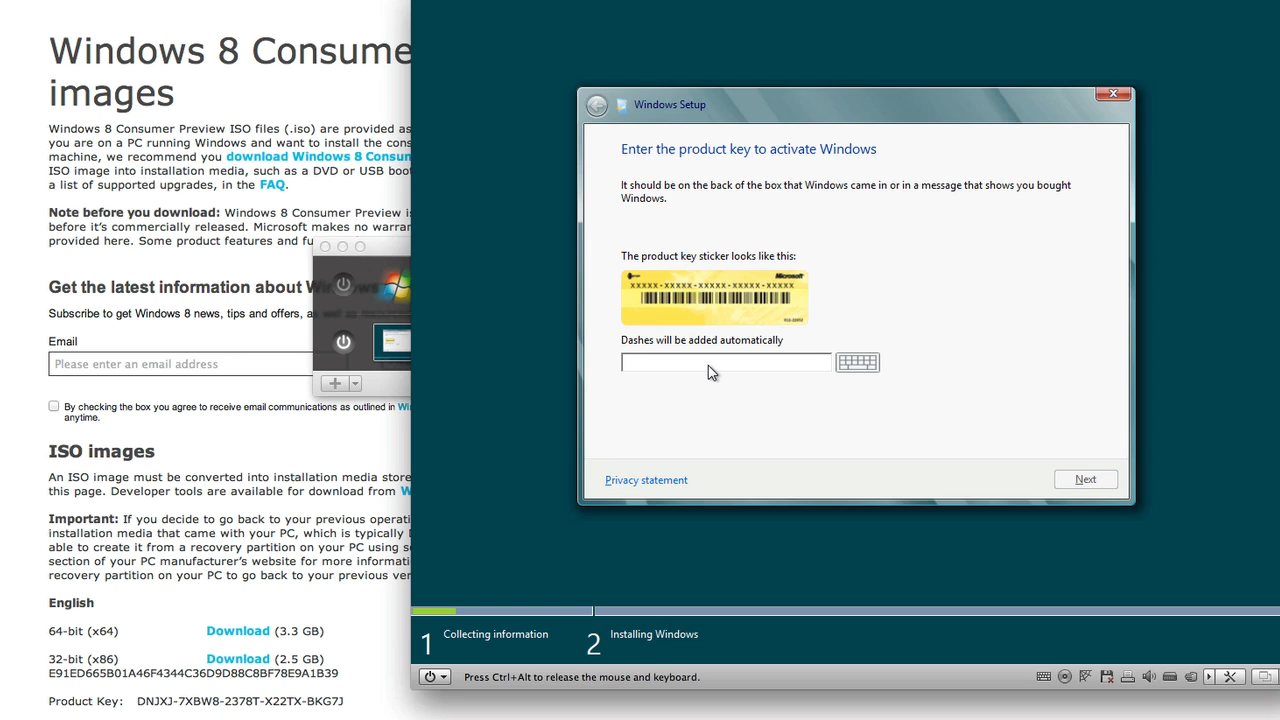 Windows 8 Consume
images
Windows 8 Consumer Preview ISO files (.iso) are provided as
you are on a PC running Windows and want to install the cons
machine, we recommend you download Windows 8 Consum
ISO image into installation media, such as a DVD or USB boot
a list of supported upgrades, in the FAQ.
Note before you download: Windows 8 Consumer Preview is
before it's commercially released. Microsoft makes no warran
provided here. Some product features and fu
Get the latest information about Windows
Subscribe to get Windows 8 news, tips and offers, as well as
Email
Please enter an email address
By checking the box you agree to receive email communications as outlined in Wi
anytime.
ISO images
An ISO image must be converted into installation media store
this page. Developer tools are available for download from W
Important: If you decide to go back to your previous operati
installation media that came with your PC, which is typically D
able to create it from a recovery partition on your PC using so
section of your PC manufacturer's website for more informati
recovery partition on your PC to go back to your previous ver
English
64-bit (x64) Download (3.3 GB)
32-bit (x86) Download (2.5 GB)
E91ED665B01A46F4344C36D9D88C8BF78E9A1B39
Product Key: DNJXJ-7XBW8-2378T-X22TX-BKG7J
Windows Setup
Enter the product key to activate Windows
It should be on the back of the box that Windows came in or in a message that shows you bought
Windows.
The product key sticker looks like this:
Microsoft
XXXXX-XXXXX-XXXXX-XXXXX-XXXXX
Dashes will be added automatically
Privacy statement
Next
1 Collecting information
2 Installing Windows
Press Ctrl+Alt to release the mouse and keyboard.